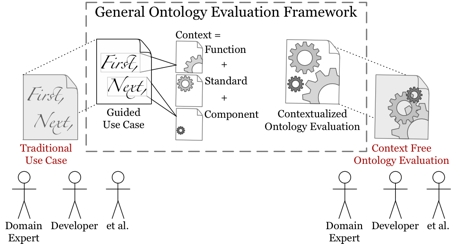 General Ontology Evaluation Framework
Context =
Function
+
Standard
+
Component
First,
Next,
Guided
Use Case
First,
Next,
Traditional
Use Case
Contextualized
Ontology Evaluation
Context Free
Ontology Evaluation
Domain
Expert
Developer
et al.
Domain
Expert
Developer
et al.